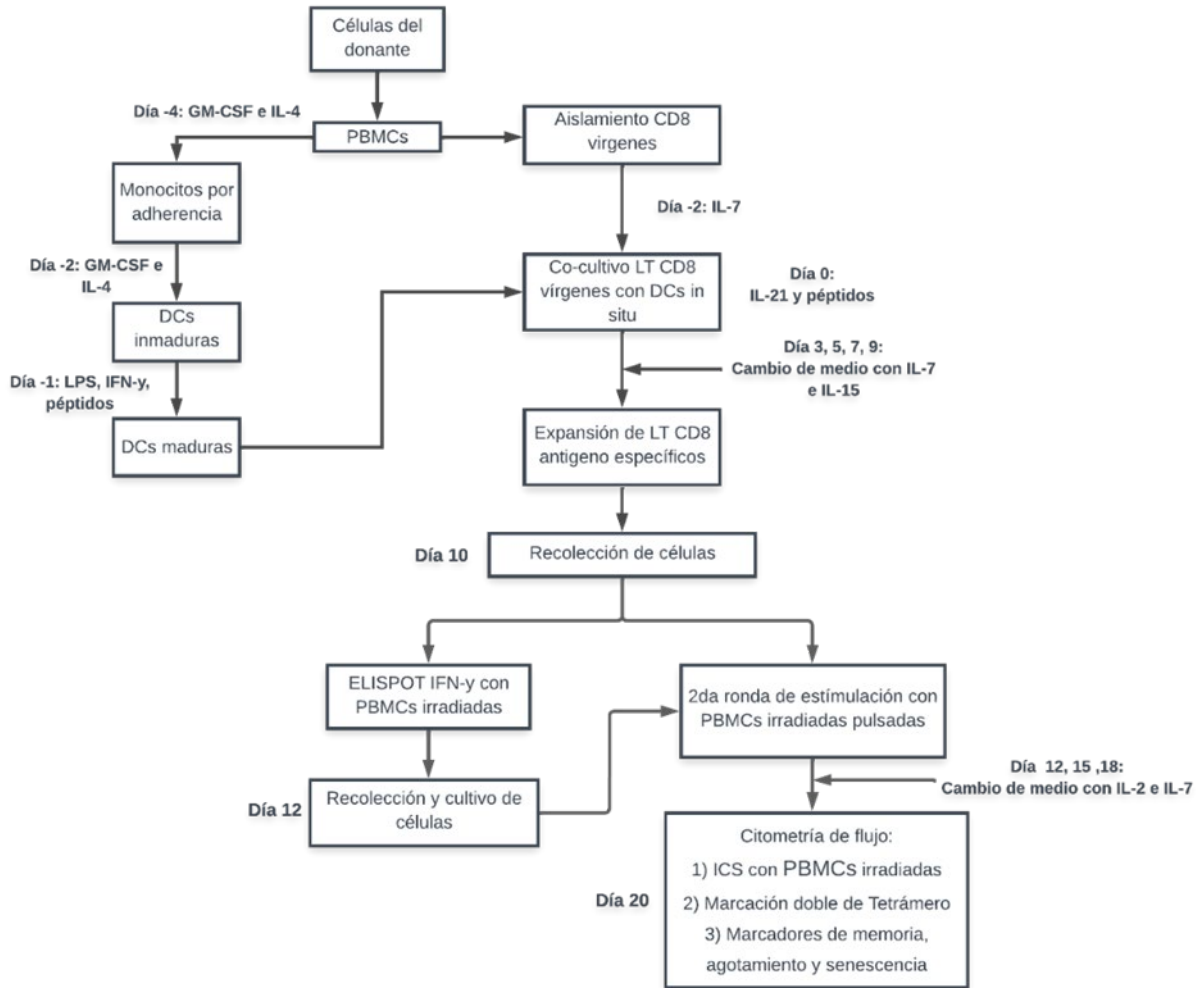 Células del
donante
Día -4: GM-CSF e IL-4
PBMCs
Aislamiento CD8
virgenes
Monocitos por
adherencia
Día -2: IL-7
Día -2: GM-CSF e
IL-4
Co-cultivo LT CD8
vírgenes con DCs in
situ
Día 0:
IL-21 y péptidos
DCs
inmaduras
Día 3, 5, 7, 9:
Cambio de medio con IL-7
e IL-15
Día -1: LPS, IFN-y,
péptidos
DCs maduras
Expansión de LT CD8
antigeno específicos
Día 10
Recolección de células
ELISPOT IFN-y con
PBMCs irradiadas
2da ronda de estímulación con
PBMCs irradiadas pulsadas
Día 12
Recolección y cultivo de
células
Día 12, 15 ,18:
Cambio de medio con IL-2 e IL-7
Día 20
Citometría de flujo:
1) ICS con PBMCs irradiadas
2) Marcación doble de Tetrámero
3) Marcadores de memoria,
agotamiento y senescencia